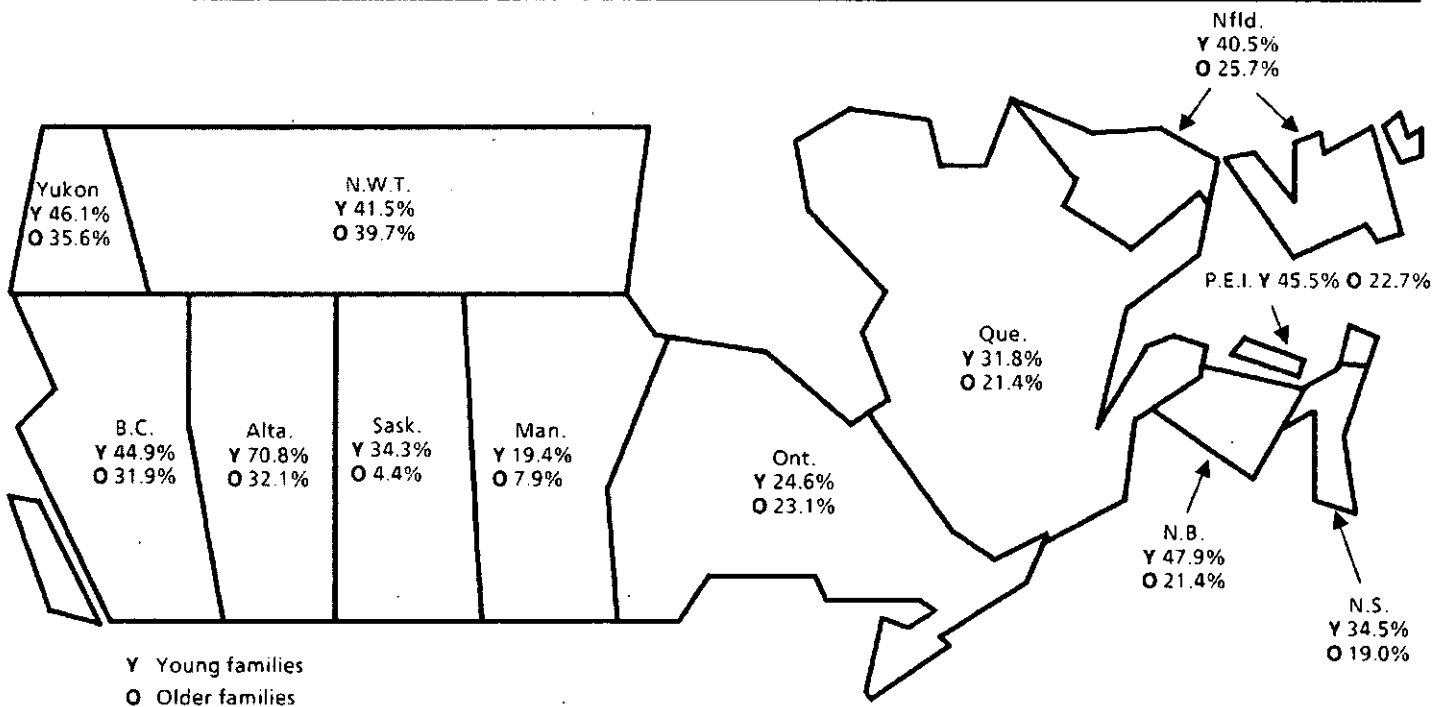 Nfld.
Y 40.5%
O 25.7%
Yukon
Y 46.1%
O 35.6%
N.W.T.
Y 41.5%
O 39.7%
P.E.I. Y 45.5% O 22.7%
Que.
Y 31.8%
O 21.4%
B.C.
Y 44.9%
O 31.9%
Alta.
Y 70.8%
O 32.1%
Sask.
Y 34.3%
O 4.4%
Man.
Y 19.4%
O 7.9%
Ont.
Y 24.6%
O 23.1%
N.B.
Y 47.9%
O 21.4%
N.S.
Y 34.5%
O 19.0%
Y Young families
O Older families